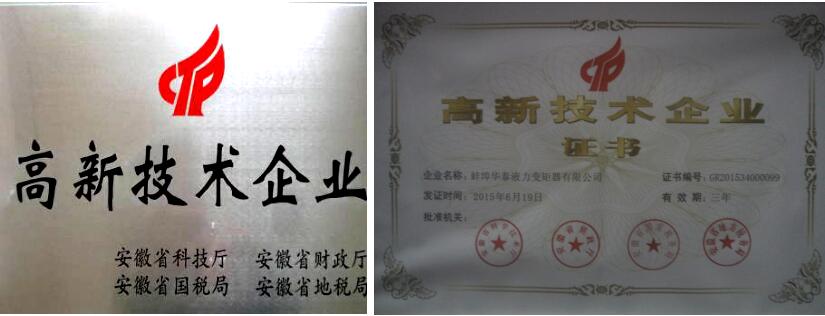 高新技术企业
安徽省科技厅 安徽省财政厅
安徽省国税局 安徽省地税局
高新技术企业
证书
企业名称：蚌埠华泰液力变矩器有限公司 证书编号：GR201534000099
发证时间：2015年6月19日 有效期：三年
批准机关：